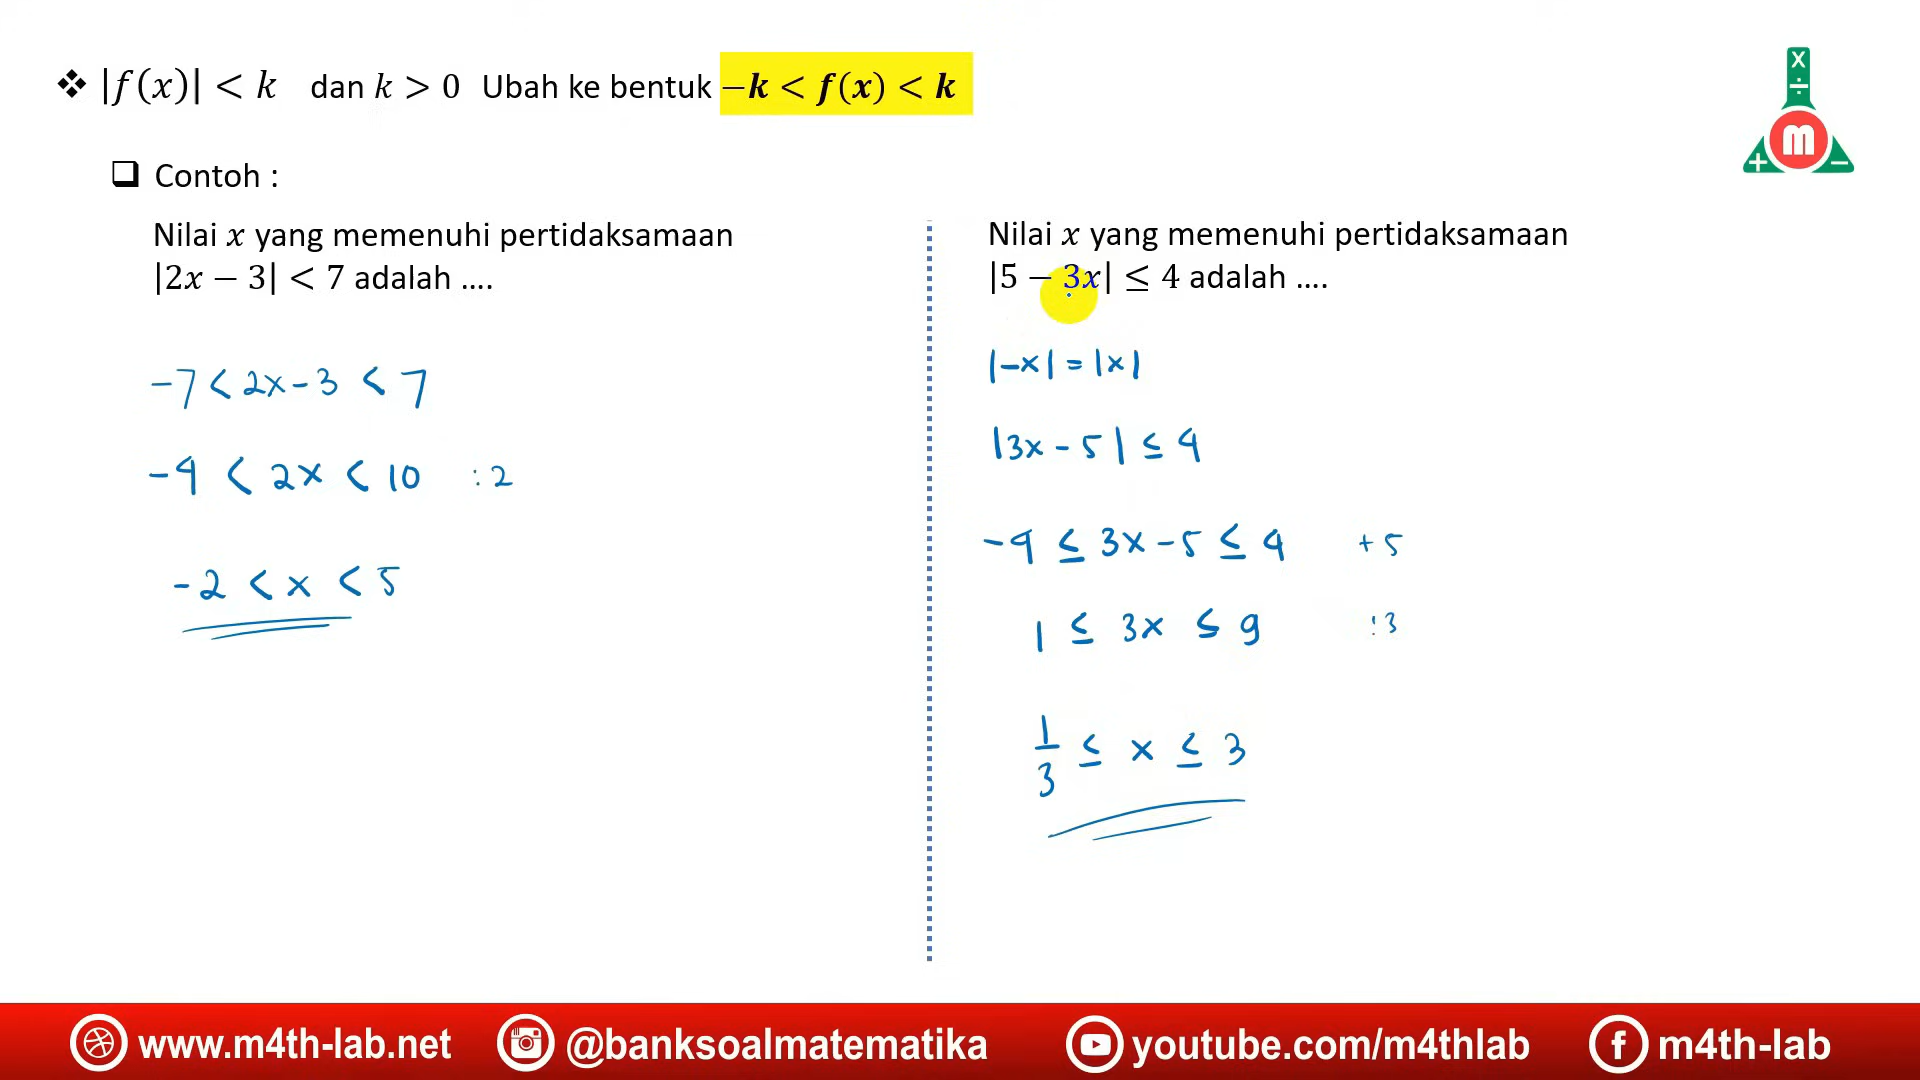 ❖ |f(x)| < k dan k > 0 Ubah ke bentuk −k < f(x) < k
❑ Contoh :
Nilai x yang memenuhi pertidaksamaan
|2x − 3| < 7 adalah ....
-7 < 2x - 3 < 7
-4 < 2x < 10 :2
-2 < x < 5
Nilai x yang memenuhi pertidaksamaan
|5 − 3x| ≤ 4 adalah ....
|-x| = |x|
|3x - 5| ≤ 4
-4 ≤ 3x - 5 ≤ 4 +5
1 ≤ 3x ≤ 9 :3
1/3 ≤ x ≤ 3
x
÷
m
+ −
www.m4th-lab.net @banksoalmatematika youtube.com/m4thlab m4th-lab